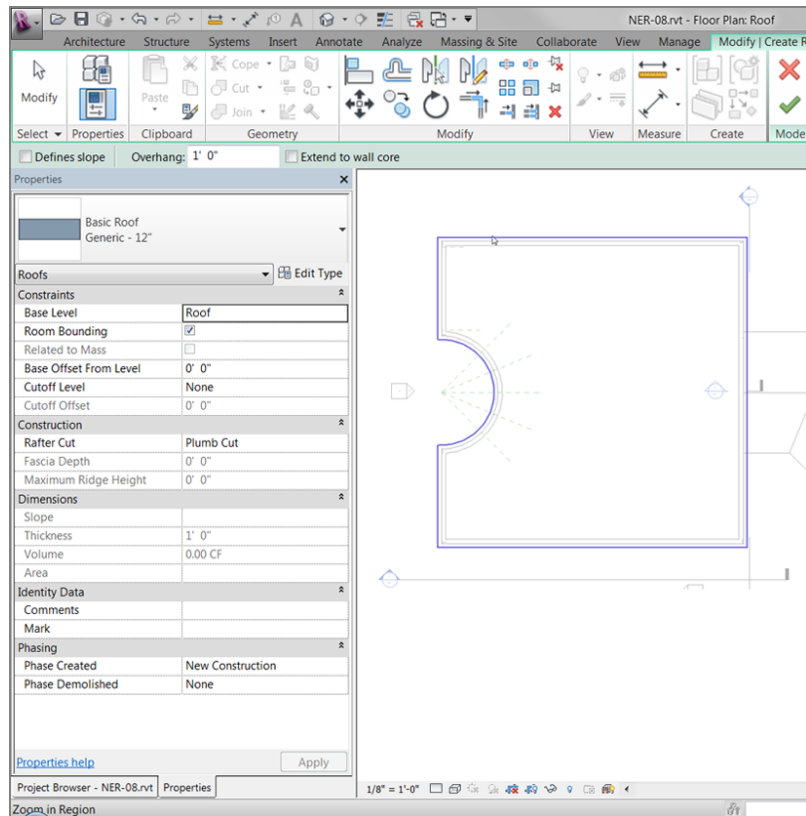 NER-08.rvt - Floor Plan: Roof
Architecture Structure Systems Insert Annotate Analyze Massing & Site Collaborate View Manage Modify | Create R
Modify
Paste
Cope
Cut
Join
Select Properties Clipboard Geometry Modify View Measure Create Mode
Defines slope Overhang: 1' 0" Extend to wall core
Properties
Basic Roof
Generic - 12"
Roofs Edit Type
Constraints
Base Level Roof
Room Bounding
Related to Mass
Base Offset From Level 0' 0"
Cutoff Level None
Cutoff Offset 0' 0"
Construction
Rafter Cut Plumb Cut
Fascia Depth 0' 0"
Maximum Ridge Height 0' 0"
Dimensions
Slope
Thickness 1' 0"
Volume 0.00 CF
Area
Identity Data
Comments
Mark
Phasing
Phase Created New Construction
Phase Demolished None
Properties help Apply
Project Browser - NER-08.rvt Properties 1/8" = 1'-0"
Zoom in Region